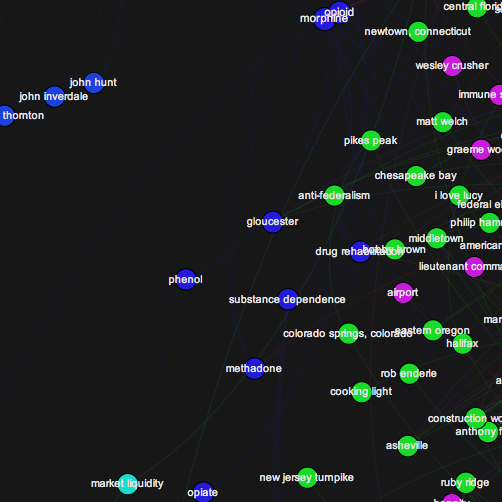 central flori
opioid
morphine
newtown, connecticut
wesley crusher
john hunt
john inverdale
immune s
thornton
matt welch
pikes peak
graeme wo
chesapeake bay
anti-federalism
i love lucy
federal el
gloucester
philip ham
middletown
american
drug rehabilitation
bobby brown
lieutenant comma
phenol
airport
substance dependence
mar
colorado springs, colorado
eastern oregon
halifax
methadone
rob enderle
a
cooking light
construction wo
anthony f
asheville
new jersey turnpike
market liquidity
ruby ridge
opiate